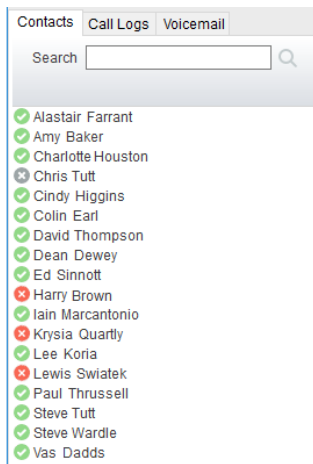 Contacts Call Logs Voicemail
Search
Alastair Farrant
Amy Baker
Charlotte Houston
Chris Tutt
Cindy Higgins
Colin Earl
David Thompson
Dean Dewey
Ed Sinnott
Harry Brown
Iain Marcantonio
Krysia Quartly
Lee Koria
Lewis Swiatek
Paul Thrussell
Steve Tutt
Steve Wardle
Vas Dadds